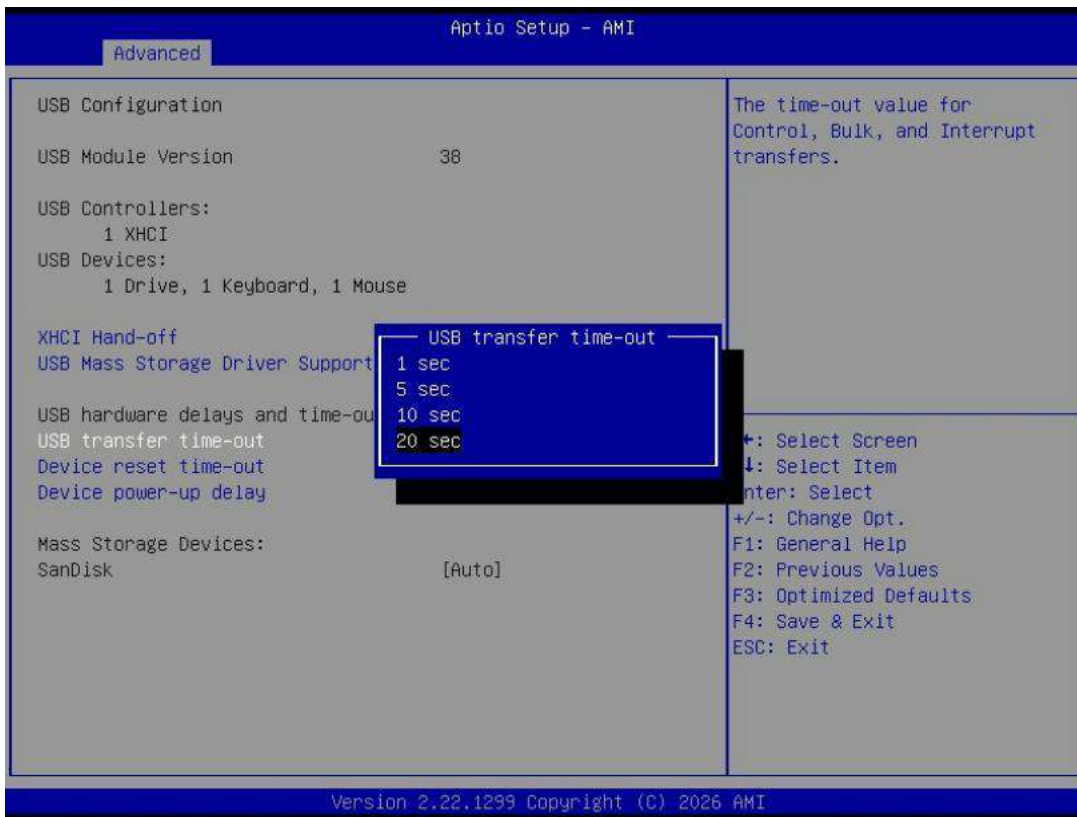 Aptio Setup - AMI
Advanced
USB Configuration
USB Module Version 38
USB Controllers:
1 XHCI
USB Devices:
1 Drive, 1 Keyboard, 1 Mouse
XHCI Hand-off
USB Mass Storage Driver Support
USB hardware delays and time-ou
USB transfer time-out
Device reset time-out
Device power-up delay
Mass Storage Devices:
SanDisk [Auto]
USB transfer time-out
1 sec
5 sec
10 sec
20 sec
The time-out value for
Control, Bulk, and Interrupt
transfers.
←: Select Screen
↓: Select Item
nter: Select
+/-: Change Opt.
F1: General Help
F2: Previous Values
F3: Optimized Defaults
F4: Save & Exit
ESC: Exit
Version 2.22.1299 Copyright (C) 2026 AMI